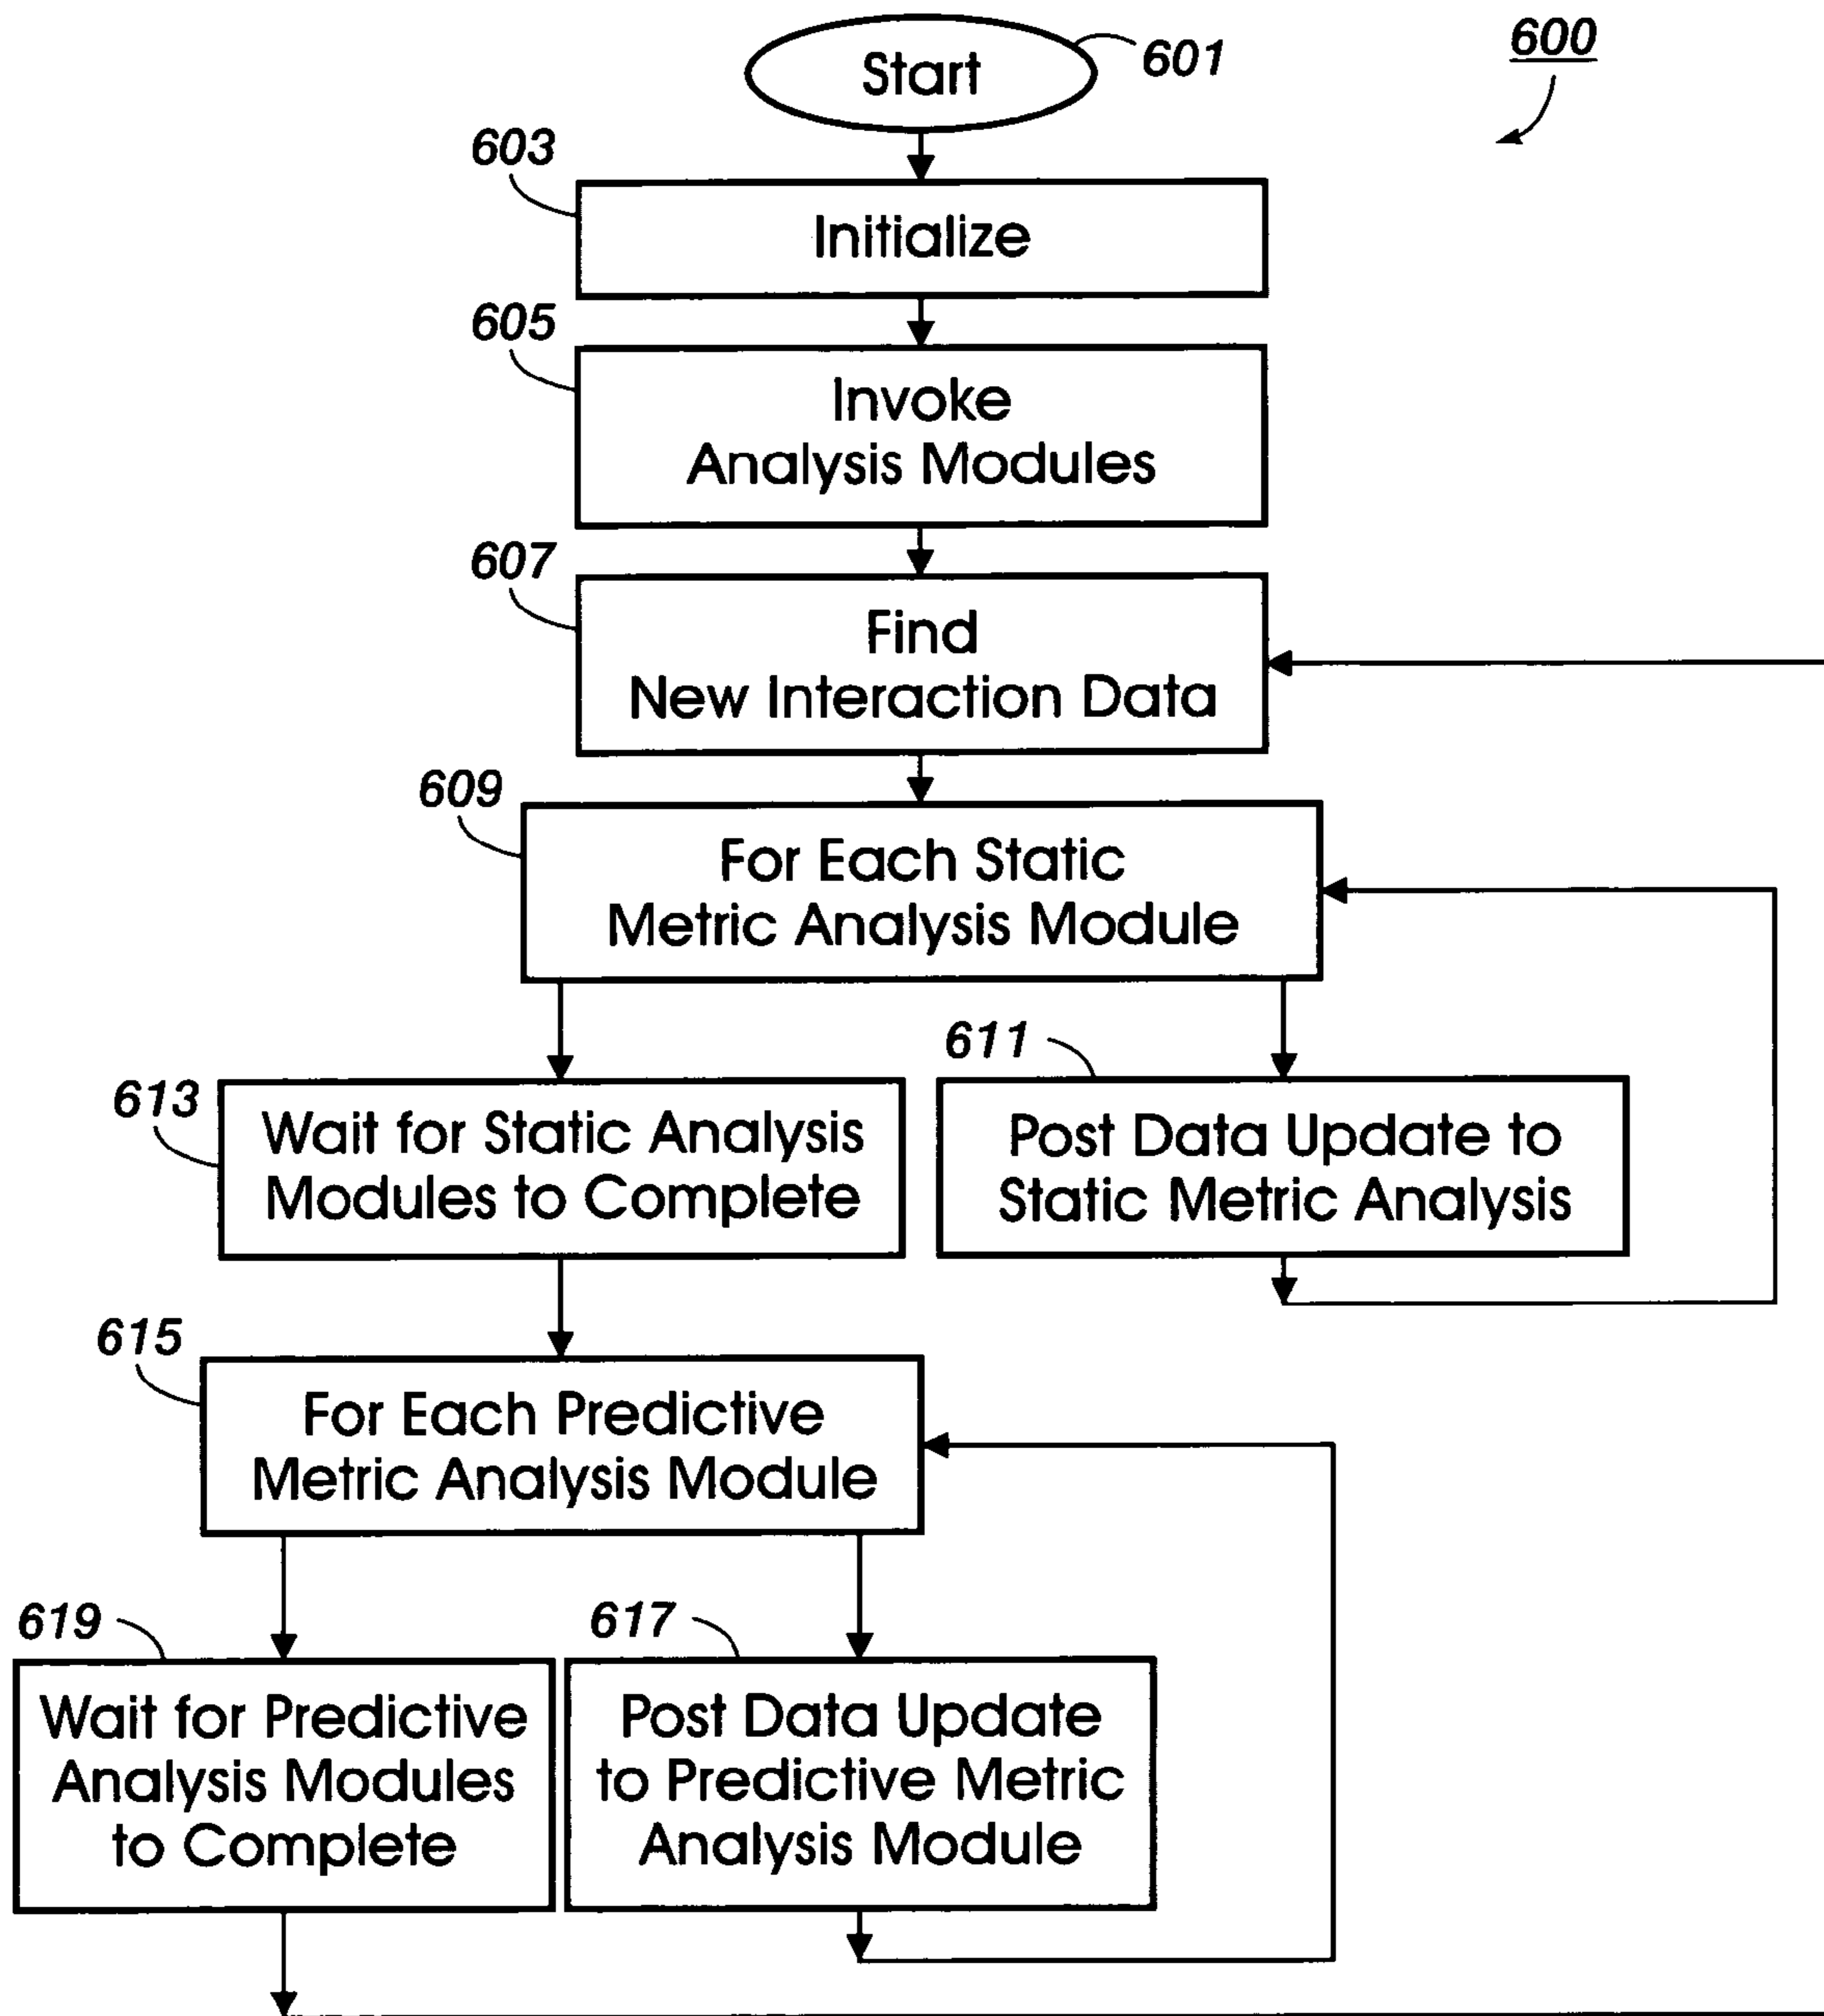 600
Start
601
603
Initialize
605
Invoke
Analysis Modules
607
Find
New Interaction Data
609
For Each Static
Metric Analysis Module
613
Wait for Static Analysis
Modules to Complete
611
Post Data Update to
Static Metric Analysis
615
For Each Predictive
Metric Analysis Module
619
Wait for Predictive
Analysis Modules
to Complete
617
Post Data Update
to Predictive Metric
Analysis Module